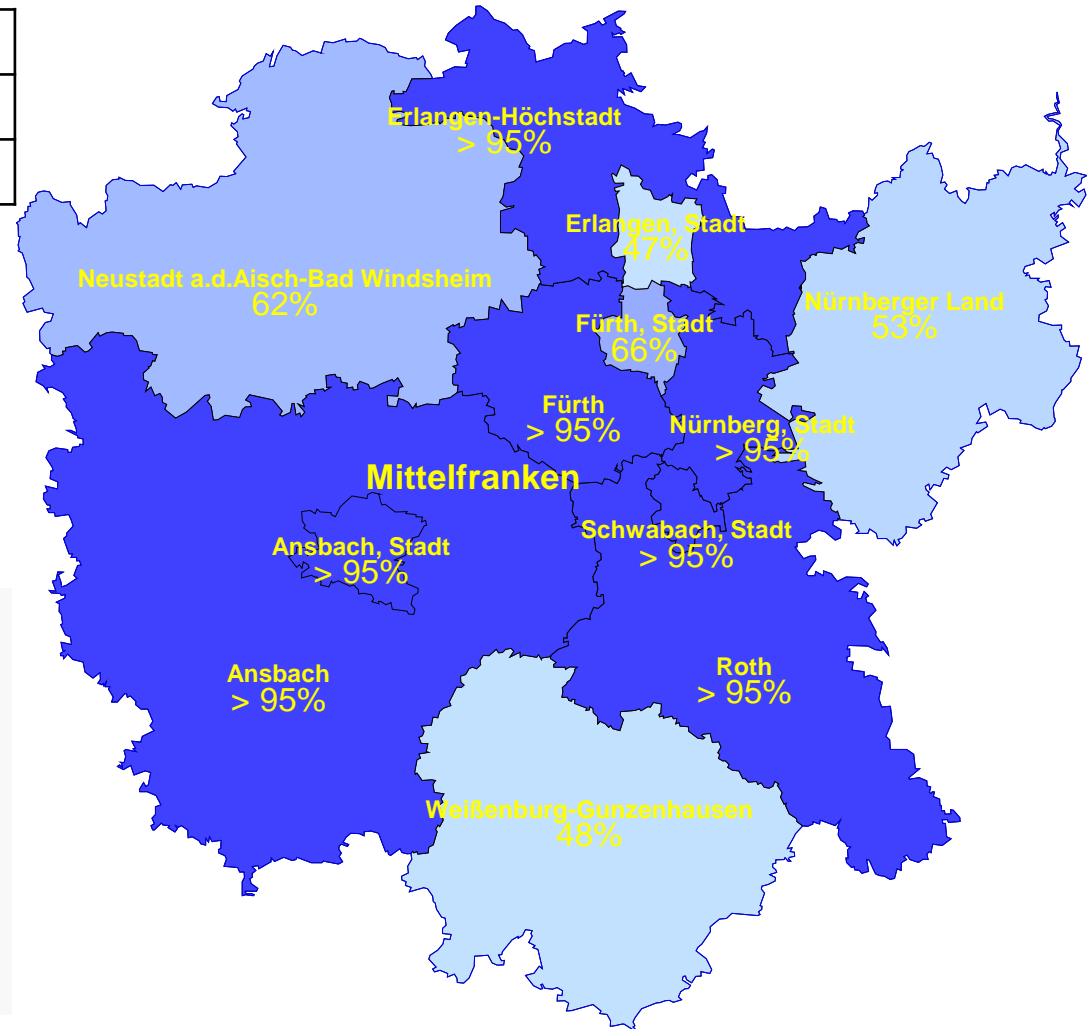 Erlangen-Höchstadt
> 95%
Erlangen, Stadt
47%
Neustadt a.d.Aisch-Bad Windsheim
62%
Nürnberger Land
53%
Fürth, Stadt
66%
Fürth
> 95%
Nürnberg, Stadt
> 95%
Mittelfranken
Schwabach, Stadt
> 95%
Ansbach, Stadt
> 95%
Ansbach
> 95%
Roth
> 95%
Weißenburg-Gunzenhausen
48%